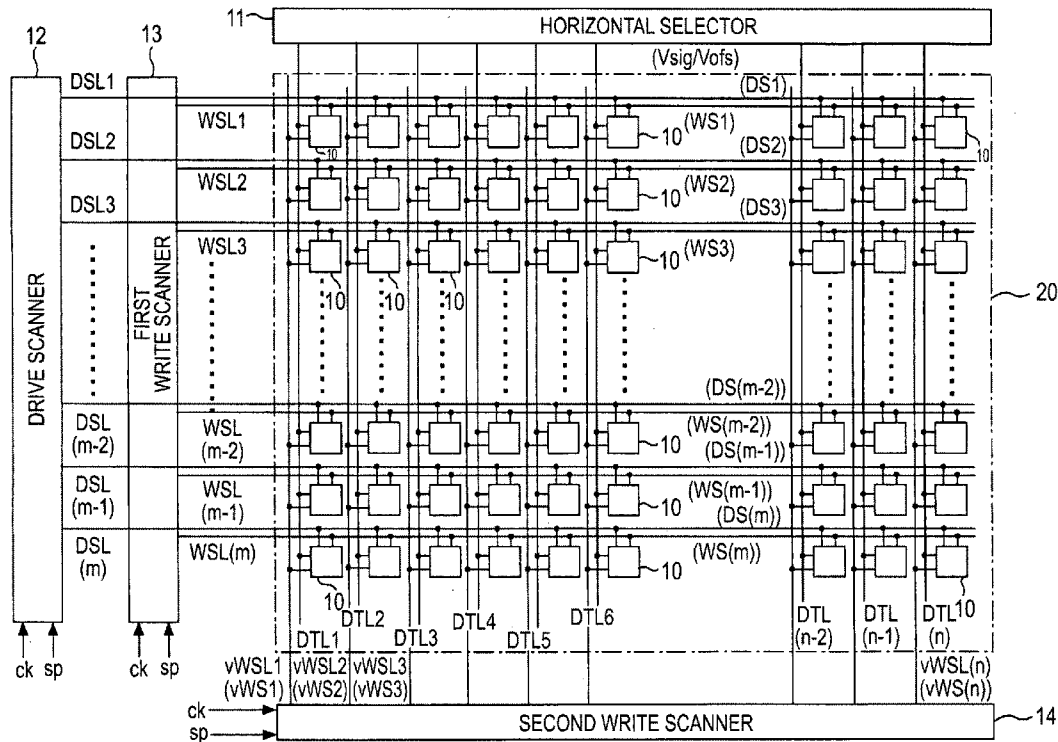 11
HORIZONTAL SELECTOR
12
13
(Vsig/Vofs)
DSL1
(DS1)
WSL1
10
10
(WS1)
10
DSL2
(DS2)
WSL2
10
(WS2)
DSL3
(DS3)
WSL3
10
10
10
10
(WS3)
20
DRIVE SCANNER
FIRST
WRITE SCANNER
(DS(m-2))
DSL
(m-2)
WSL
(m-2)
10
(WS(m-2))
(DS(m-1))
DSL
(m-1)
WSL
(m-1)
10
(WS(m-1))
(DS(m))
DSL
(m)
WSL(m)
10
10
(WS(m))
10
DTL1
DTL2
DTL3
DTL4
DTL5
DTL6
DTL
(n-2)
DTL
(n-1)
DTL
(n)
ck
sp
ck
sp
vWSL1
(vWS1)
vWSL2
(vWS2)
vWSL3
(vWS3)
vWSL(n)
(vWS(n))
ck
sp
SECOND WRITE SCANNER
14